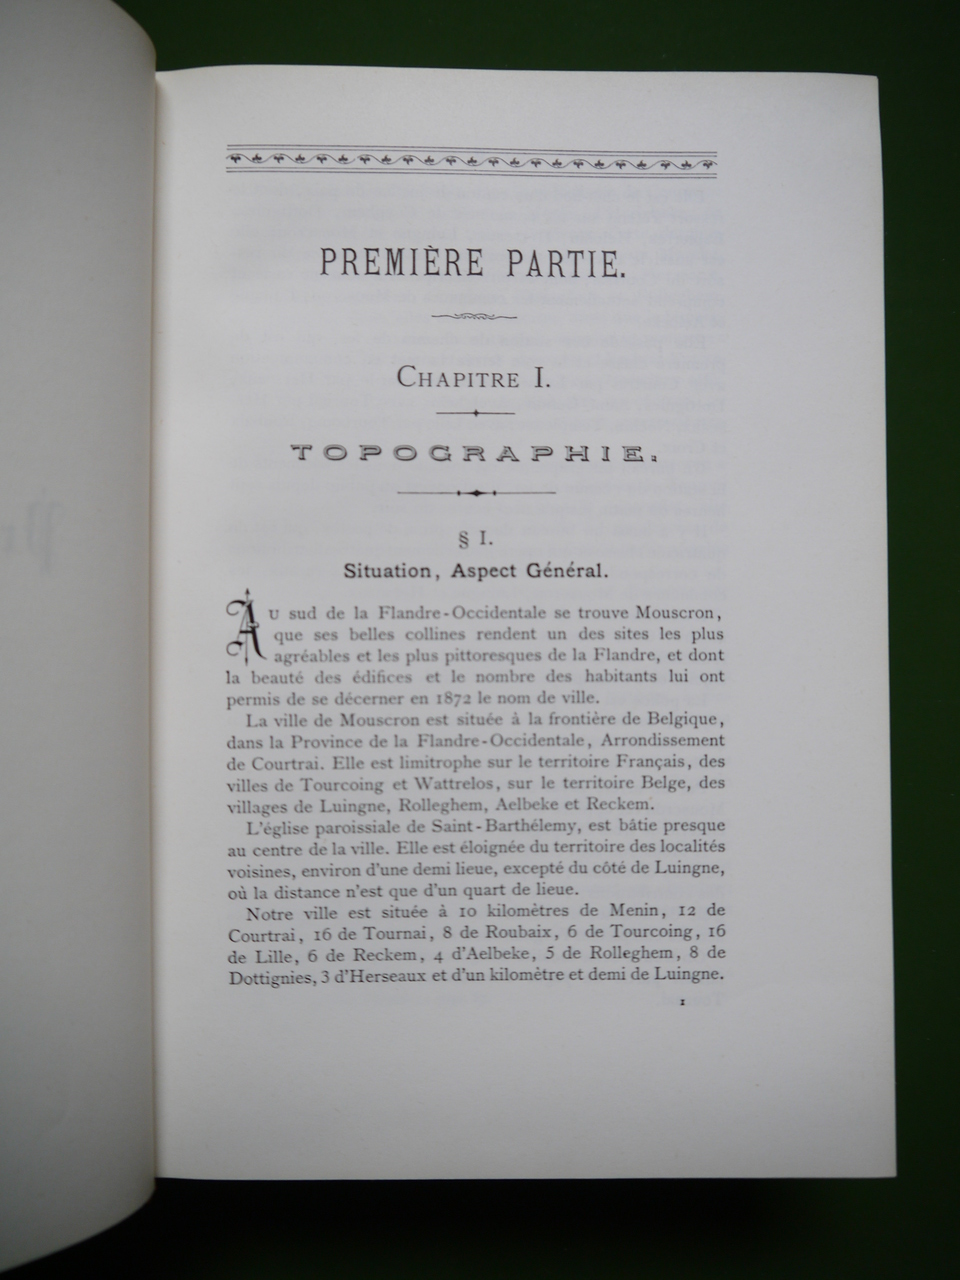 PREMIÈRE PARTIE.
CHAPITRE I.
TOPOGRAPHIE.
§ I.
Situation, Aspect Général.
AU sud de la Flandre-Occidentale se trouve Mouscron,
que ses belles collines rendent un des sites les plus
agréables et les plus pittoresques de la Flandre, et dont
la beauté des édifices et le nombre des habitants lui ont
permis de se décerner en 1872 le nom de ville.
La ville de Mouscron est située à la frontière de Belgique,
dans la Province de la Flandre-Occidentale, Arrondissement
de Courtrai. Elle est limitrophe sur le territoire Français, des
villes de Tourcoing et Wattrelos, sur le territoire Belge, des
villages de Luingne, Rolleghem, Aelbeke et Reckem.
L'église paroissiale de Saint-Barthélemy, est bâtie presque
au centre de la ville. Elle est éloignée du territoire des localités
voisines, environ d'une demi lieue, excepté du côté de Luingne,
où la distance n'est que d'un quart de lieue.
Notre ville est située à 10 kilomètres de Menin, 12 de
Courtrai, 16 de Tournai, 8 de Roubaix, 6 de Tourcoing, 16
de Lille, 6 de Reckem, 4 d'Aelbeke, 5 de Rolleghem, 8 de
Dottignies, 3 d'Herseaux et d'un kilomètre et demi de Luingne.
1